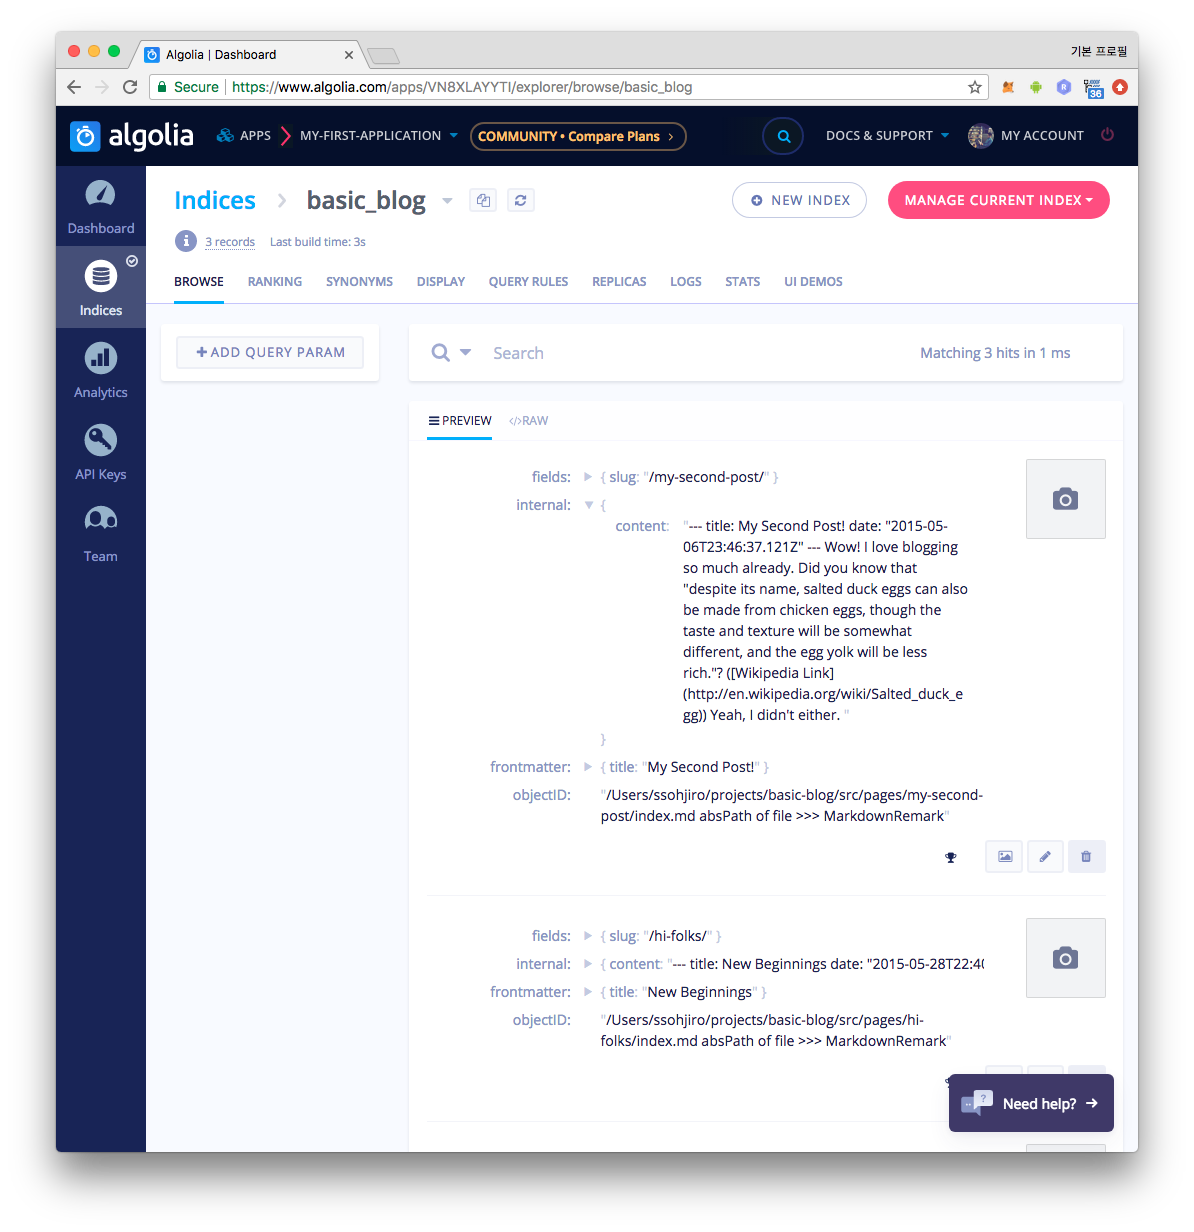 Algolia | Dashboard
기본 프로필
Secure https://www.algolia.com/apps/VN8XLAYYTI/explorer/browse/basic_blog
R
36
algolia APPS MY-FIRST-APPLICATION COMMUNITY • Compare Plans DOCS & SUPPORT MY ACCOUNT
Dashboard
Indices
Analytics
API Keys
Team
Indices basic_blog NEW INDEX MANAGE CURRENT INDEX
3 records Last build time: 3s
BROWSE RANKING SYNONYMS DISPLAY QUERY RULES REPLICAS LOGS STATS UI DEMOS
+ ADD QUERY PARAM
Search Matching 3 hits in 1 ms
PREVIEW </>RAW
fields: { slug: "/my-second-post/" }
internal: {
content: "--- title: My Second Post! date: "2015-05-
06T23:46:37.121Z" --- Wow! I love blogging
so much already. Did you know that
"despite its name, salted duck eggs can also
be made from chicken eggs, though the
taste and texture will be somewhat
different, and the egg yolk will be less
rich."? ([Wikipedia Link]
(http://en.wikipedia.org/wiki/Salted_duck_e
gg)) Yeah, I didn't either. "
}
frontmatter: { title: "My Second Post!" }
objectID: "/Users/ssohjiro/projects/basic-blog/src/pages/my-second-
post/index.md absPath of file >>> MarkdownRemark"
fields: { slug: "/hi-folks/" }
internal: { content: "--- title: New Beginnings date: "2015-05-28T22:40
frontmatter: { title: "New Beginnings" }
objectID: "/Users/ssohjiro/projects/basic-blog/src/pages/hi-
folks/index.md absPath of file >>> MarkdownRemark"
Need help? →